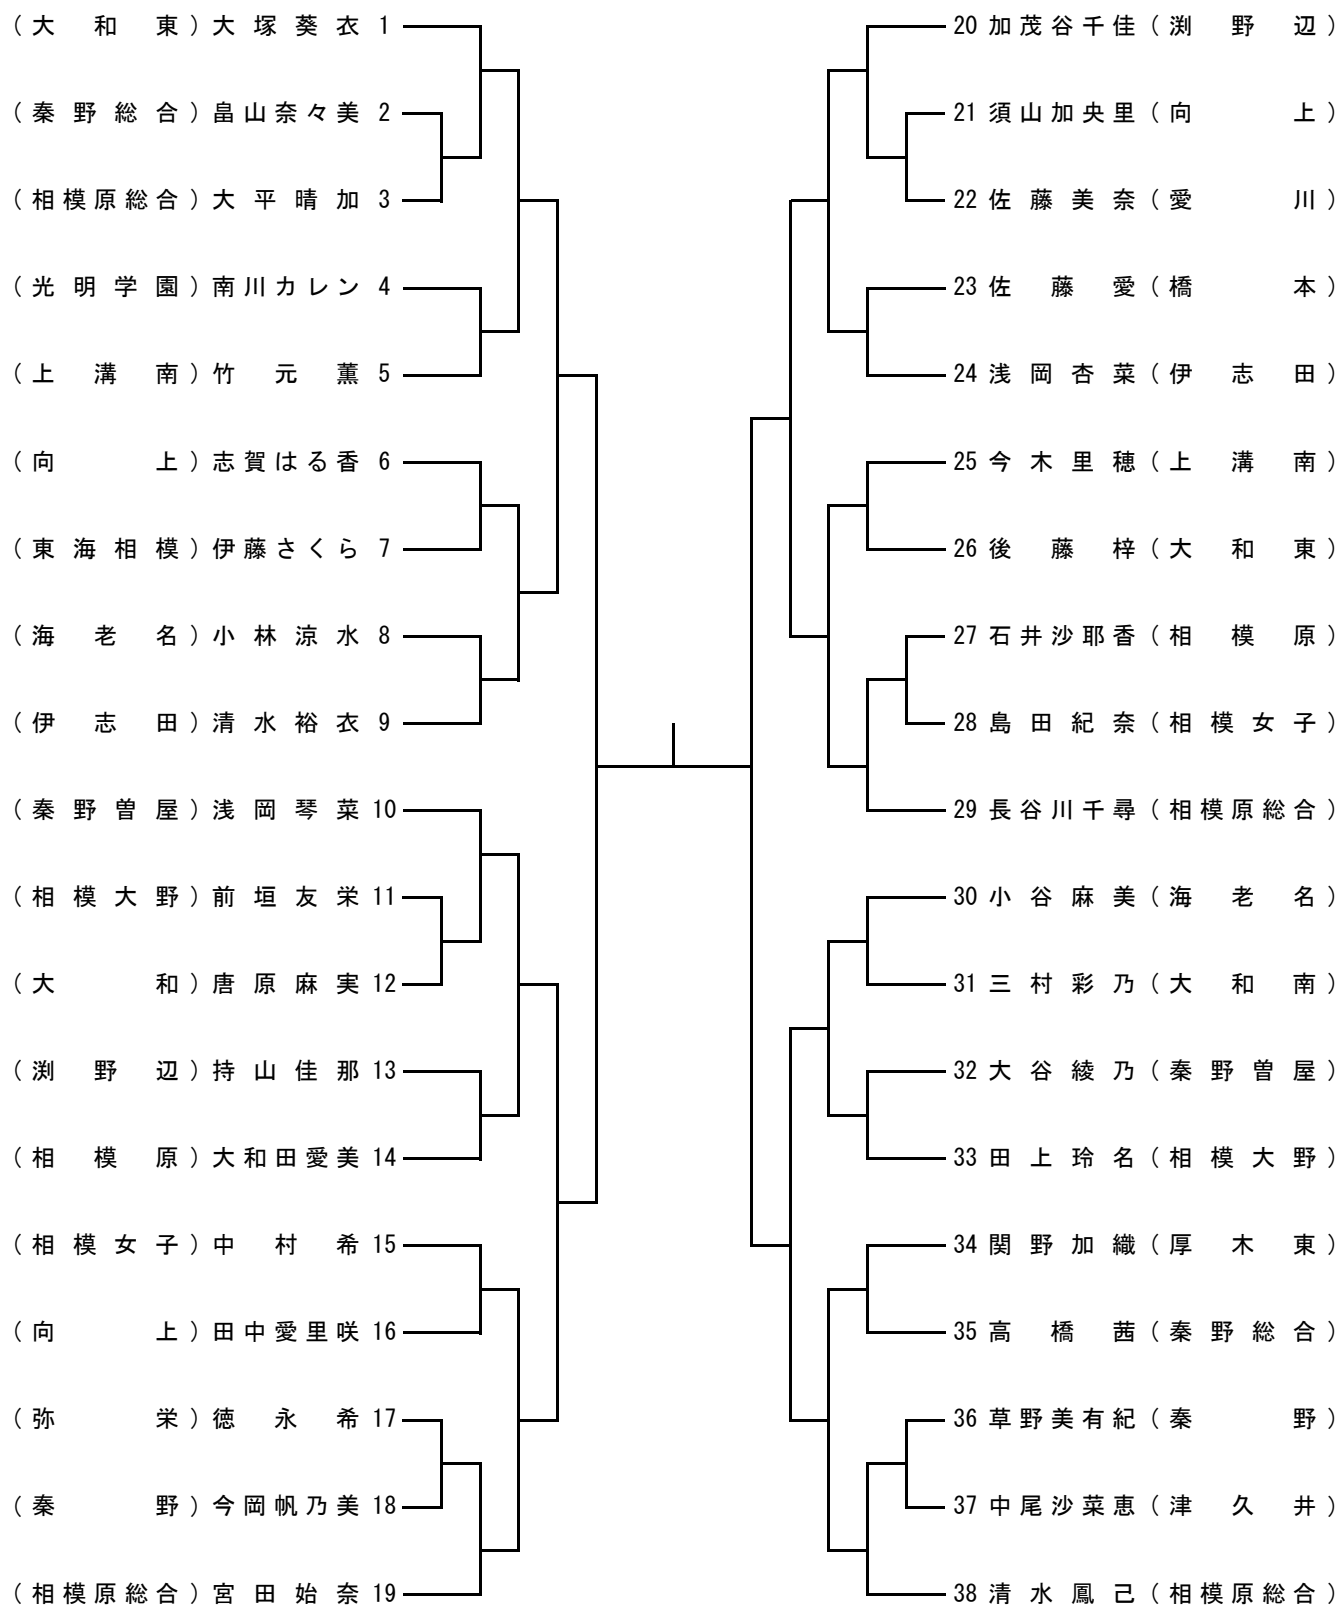 （大和東）大塚葵衣 1
（秦野総合）畠山奈々美 2
（相模原総合）大平晴加 3
（光明学園）南川カレン 4
（上溝南）竹元薫 5
（向上）志賀はる香 6
（東海相模）伊藤さくら 7
（海老名）小林涼水 8
（伊志田）清水裕衣 9
（秦野曽屋）浅岡琴菜 10
（相模大野）前垣友栄 11
（大和）唐原麻実 12
（渕野辺）持山佳那 13
（相模原）大和田愛美 14
（相模女子）中村希 15
（向上）田中愛里咲 16
（弥栄）徳永希 17
（秦野）今岡帆乃美 18
（相模原総合）宮田始奈 19
20 加茂谷千佳（渕野辺）
21 須山加央里（向上）
22 佐藤美奈（愛川）
23 佐藤愛（橋本）
24 浅岡杏菜（伊志田）
25 今木里穂（上溝南）
26 後藤梓（大和東）
27 石井沙耶香（相模原）
28 島田紀奈（相模女子）
29 長谷川千尋（相模原総合）
30 小谷麻美（海老名）
31 三村彩乃（大和南）
32 大谷綾乃（秦野曽屋）
33 田上玲名（相模大野）
34 関野加織（厚木東）
35 高橋茜（秦野総合）
36 草野美有紀（秦野）
37 中尾沙菜恵（津久井）
38 清水鳳己（相模原総合）